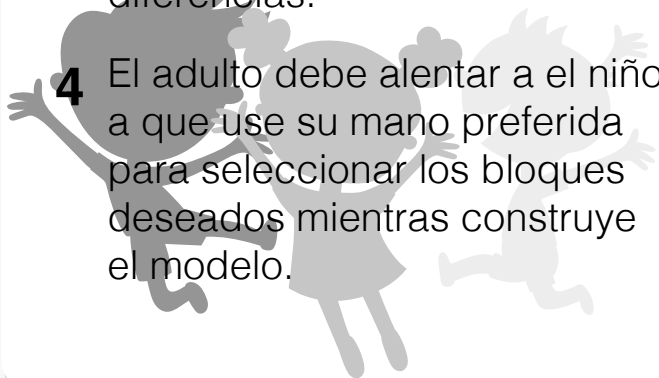 diferencias.
4 El adulto debe alentar a el niño
a que use su mano preferida
para seleccionar los bloques
deseados mientras construye
el modelo.